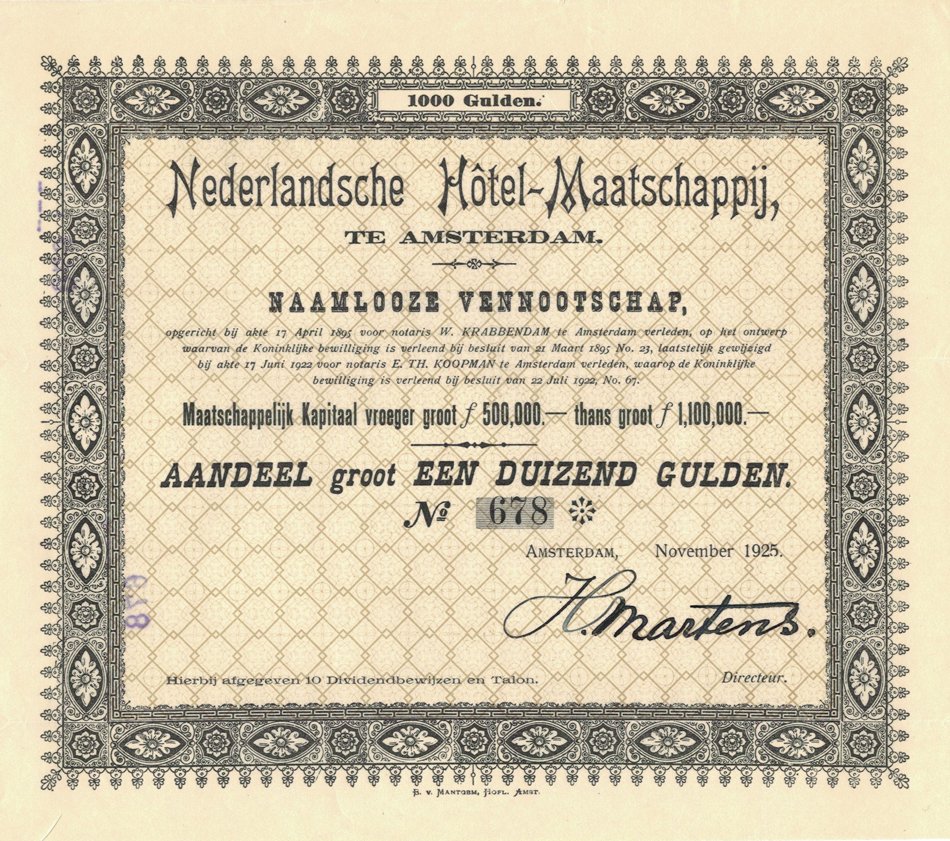 1000 Gulden.
Nederlandsche Hôtel-Maatschappij,
TE AMSTERDAM.
NAAMLOOZE VENNOOTSCHAP,
opgericht bij akte 17 April 1895 voor notaris W. KRABBENDAM te Amsterdam verleden, op het ontwerp
waarvan de Koninklijke bewilliging is verleend bij besluit van 21 Maart 1895 No. 23, laatstelijk gewijzigd
bij akte 17 Juni 1922 voor notaris E. TH. KOOPMAN te Amsterdam verleden, waarop de Koninklijke
bewilliging is verleend bij besluit van 22 Juli 1922, No. 67.
Maatschappelijk Kapitaal vroeger groot ƒ 500,000.— thans groot ƒ 1,100,000.—
AANDEEL groot EEN DUIZEND GULDEN.
No 678
AMSTERDAM, November 1925.
H. Martens.
678
Hierbij afgegeven 10 Dividendbewijzen en Talon.
Directeur.
B. v. MANTGEM, HOFL. AMST.